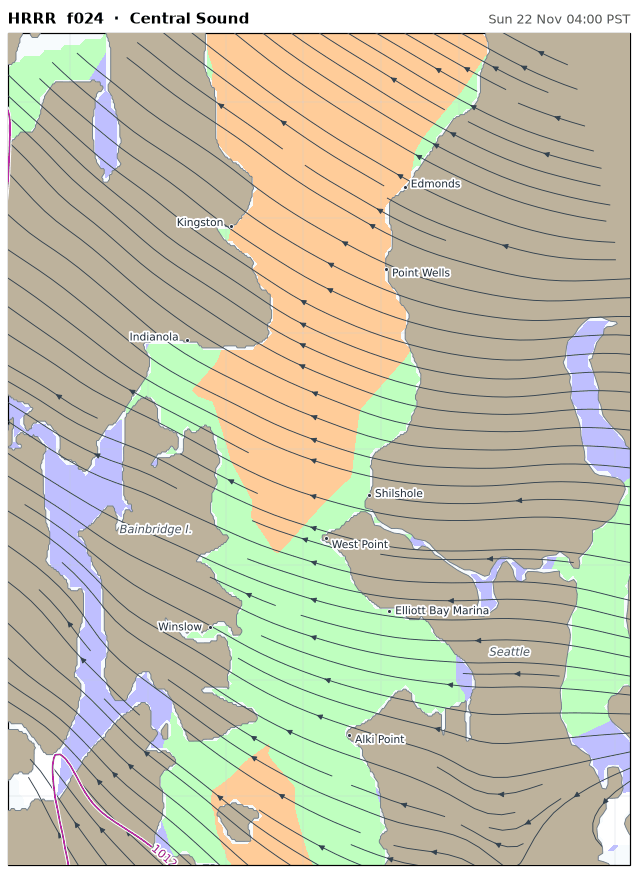 HRRR f024 · Central Sound
Sun 22 Nov 04:00 PST
Edmonds
Kingston
Point Wells
Indianola
Shilshole
Bainbridge I.
West Point
Elliott Bay Marina
Winslow
Seattle
Alki Point
1012